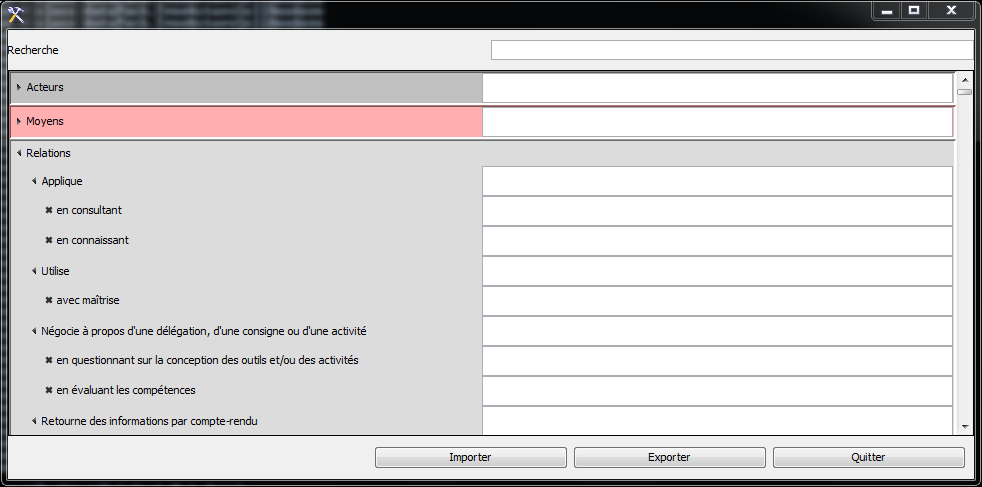 Recherche
Acteurs
Moyens
Relations
Applique
en consultant
en connaissant
Utilise
avec maîtrise
Négocie à propos d'une délégation, d'une consigne ou d'une activité
en questionnant sur la conception des outils et/ou des activités
en évaluant les compétences
Retourne des informations par compte-rendu
Importer Exporter Quitter